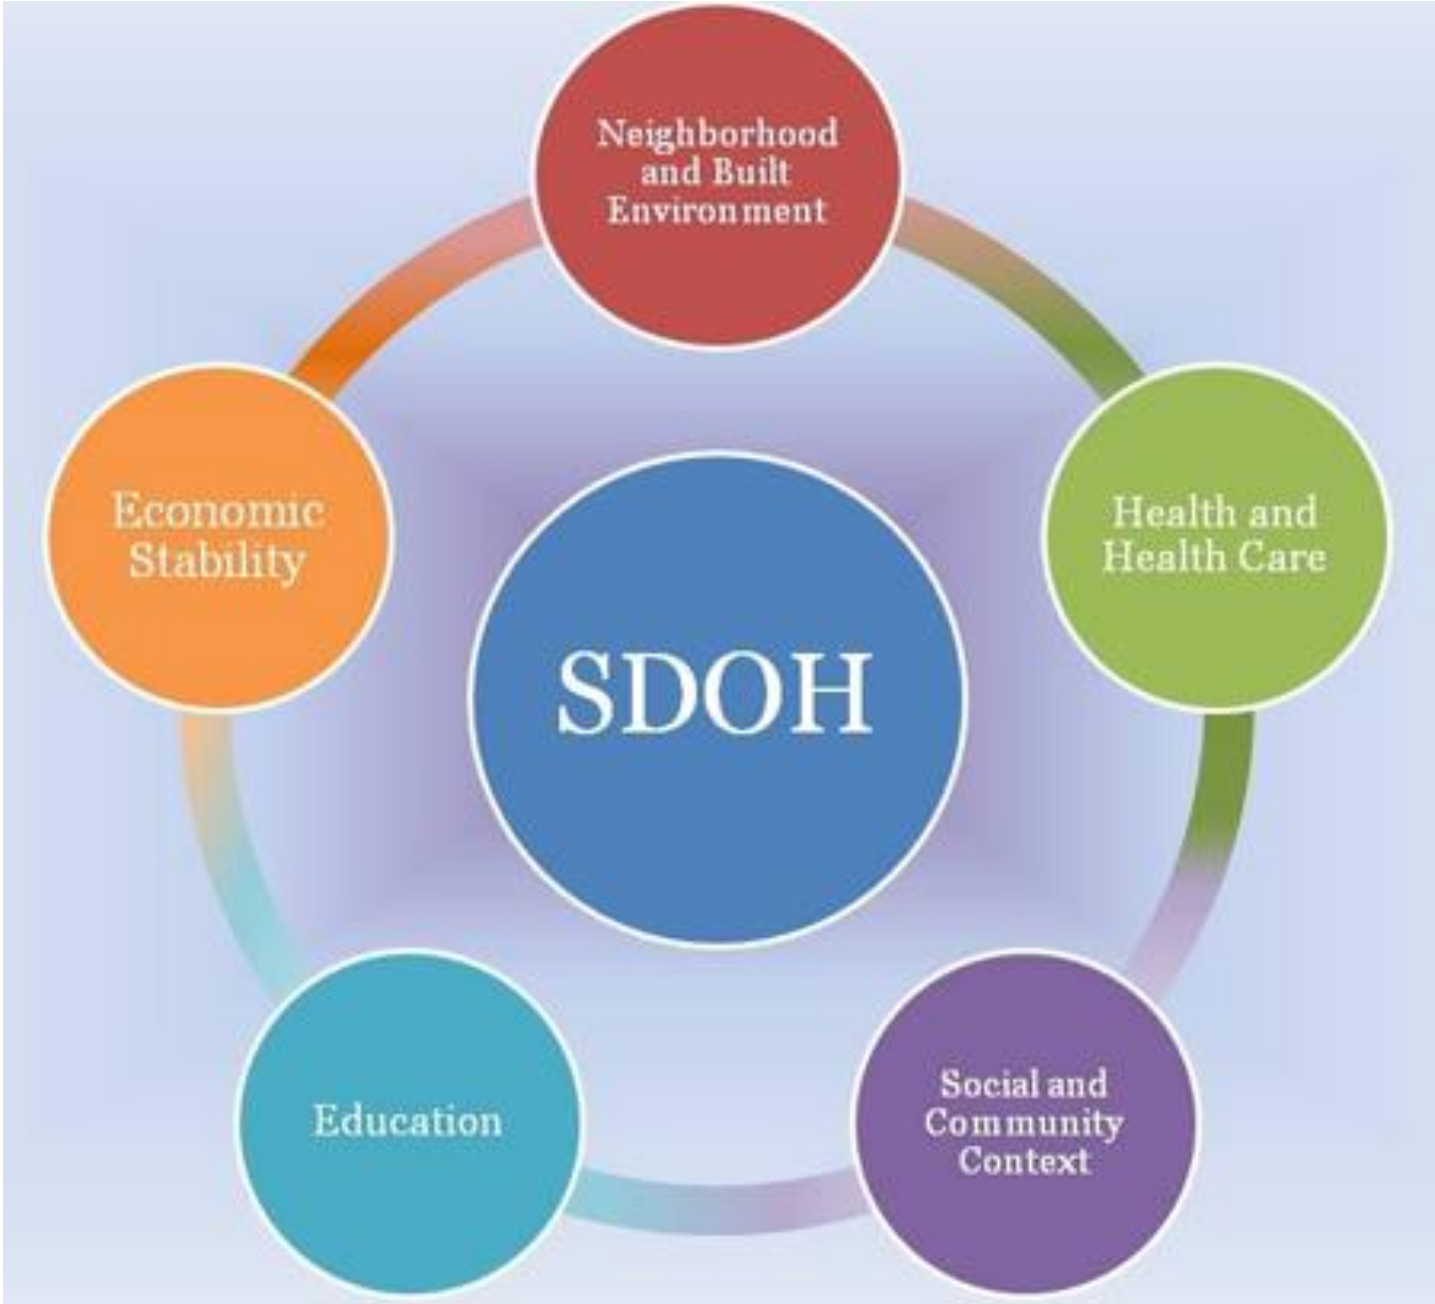 Neighborhood
and Built
Environment
Economic
Stability
Health and
Health Care
SDOH
Education
Social and
Community
Context